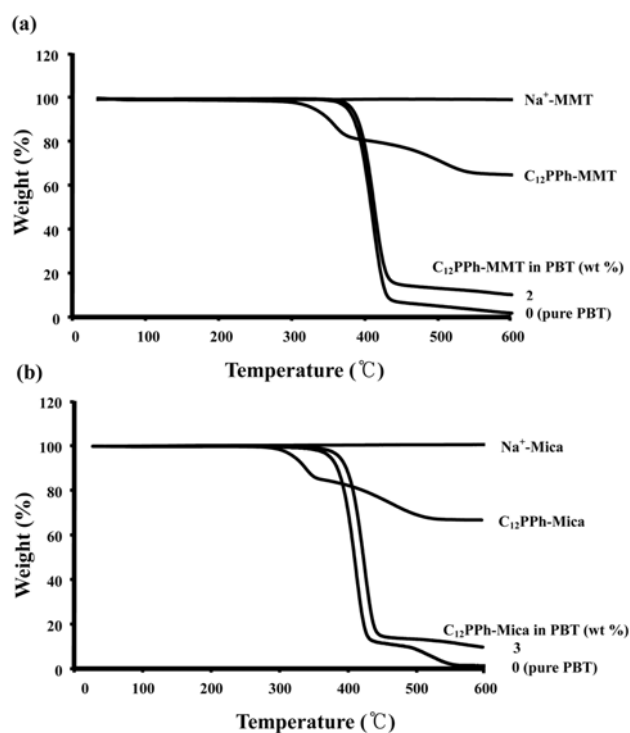 (a)
120
100
80
60
40
20
0
Weight (%)
Na⁺-MMT
C₁₂PPh-MMT
C₁₂PPh-MMT in PBT (wt %)
2
0 (pure PBT)
0 100 200 300 400 500 600
Temperature (℃)
(b)
120
100
80
60
40
20
0
Weight (%)
Na⁺-Mica
C₁₂PPh-Mica
C₁₂PPh-Mica in PBT (wt %)
3
0 (pure PBT)
0 100 200 300 400 500 600
Temperature (℃)